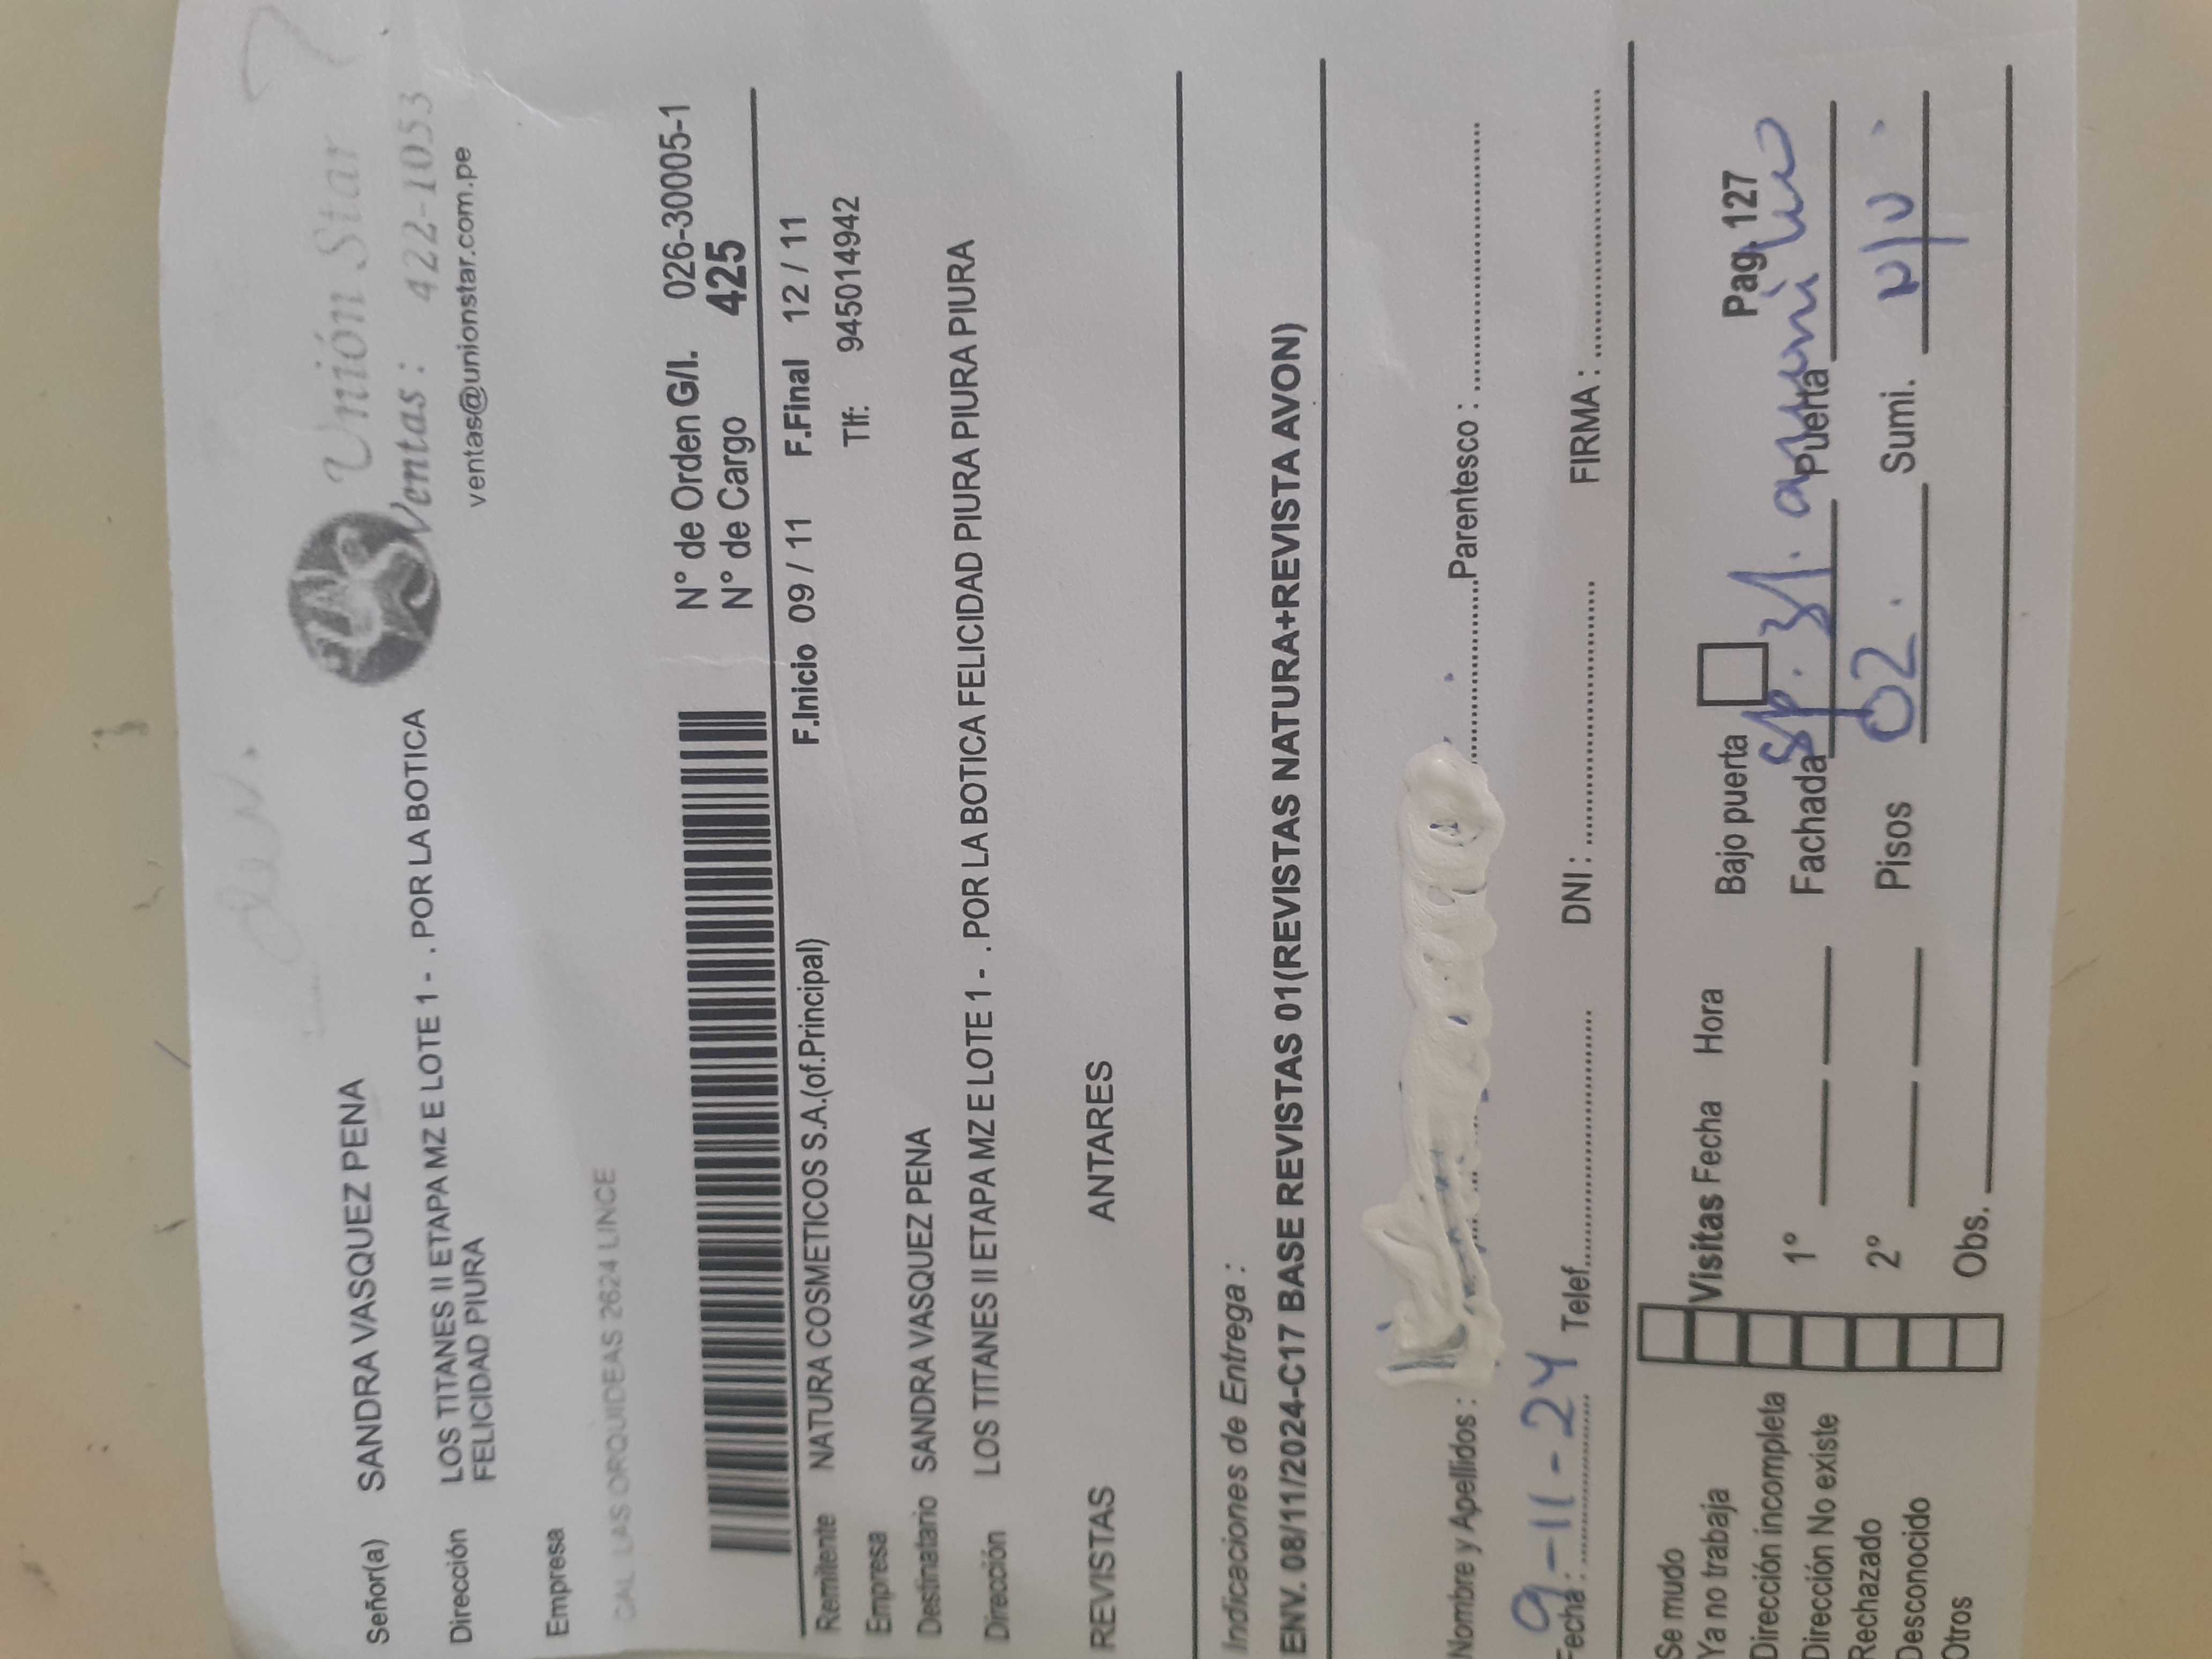 Unión Star
Ventas: 422-1053
ventas@unionstar.com.pe
Señor(a) SANDRA VASQUEZ PENA
Dirección LOS TITANES II ETAPA MZ E LOTE 1 - . POR LA BOTICA
FELICIDAD PIURA
Empresa
CAL LAS ORQUIDEAS 2624 LINCE
N° de Orden G/I. 026-30005-1
N° de Cargo 425
Remitente NATURA COSMETICOS S.A.(of.Principal) F.Inicio 09 / 11 F.Final 12 / 11
Empresa Tlf: 945014942
Destinatario SANDRA VASQUEZ PENA
Dirección LOS TITANES II ETAPA MZ E LOTE 1 - . POR LA BOTICA FELICIDAD PIURA PIURA PIURA
REVISTAS ANTARES
Indicaciones de Entrega :
ENV. 08/11/2024-C17 BASE REVISTAS 01(REVISTAS NATURA+REVISTA AVON)
Nombre y Apellidos : Parentesco :
Fecha : 9-11-24 Telef. DNI : FIRMA :
Se mudo
Ya no trabaja Visitas Fecha Hora Bajo puerta Pag. 127
Dirección incompleta
Dirección No existe 1º Fachada Puerta
Rechazado
Desconocido 2º Pisos 02. Sumi. N/V.
Otros Obs.